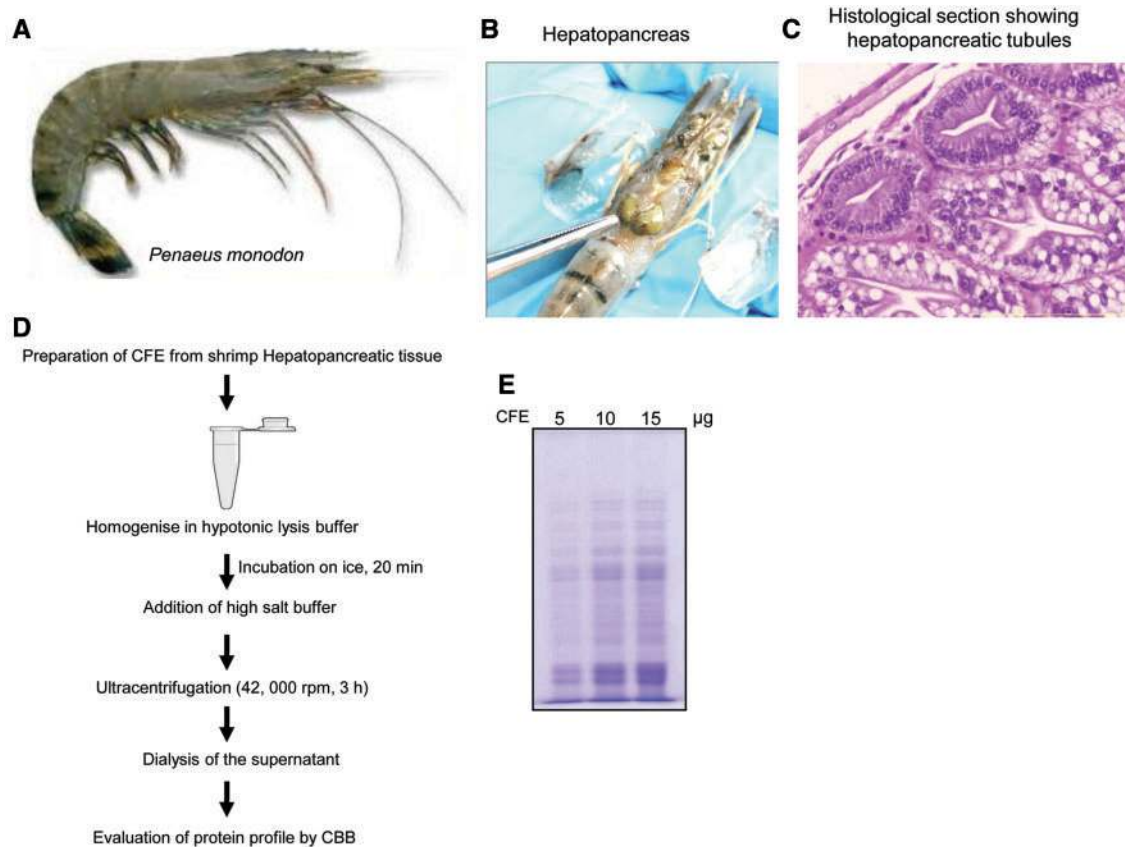 A
Penaeus monodon
B
Hepatopancreas
C
Histological section showing
hepatopancreatic tubules
D
Preparation of CFE from shrimp Hepatopancreatic tissue
Homogenise in hypotonic lysis buffer
Incubation on ice, 20 min
Addition of high salt buffer
Ultracentrifugation (42, 000 rpm, 3 h)
Dialysis of the supernatant
Evaluation of protein profile by CBB
E
CFE 5 10 15 µg